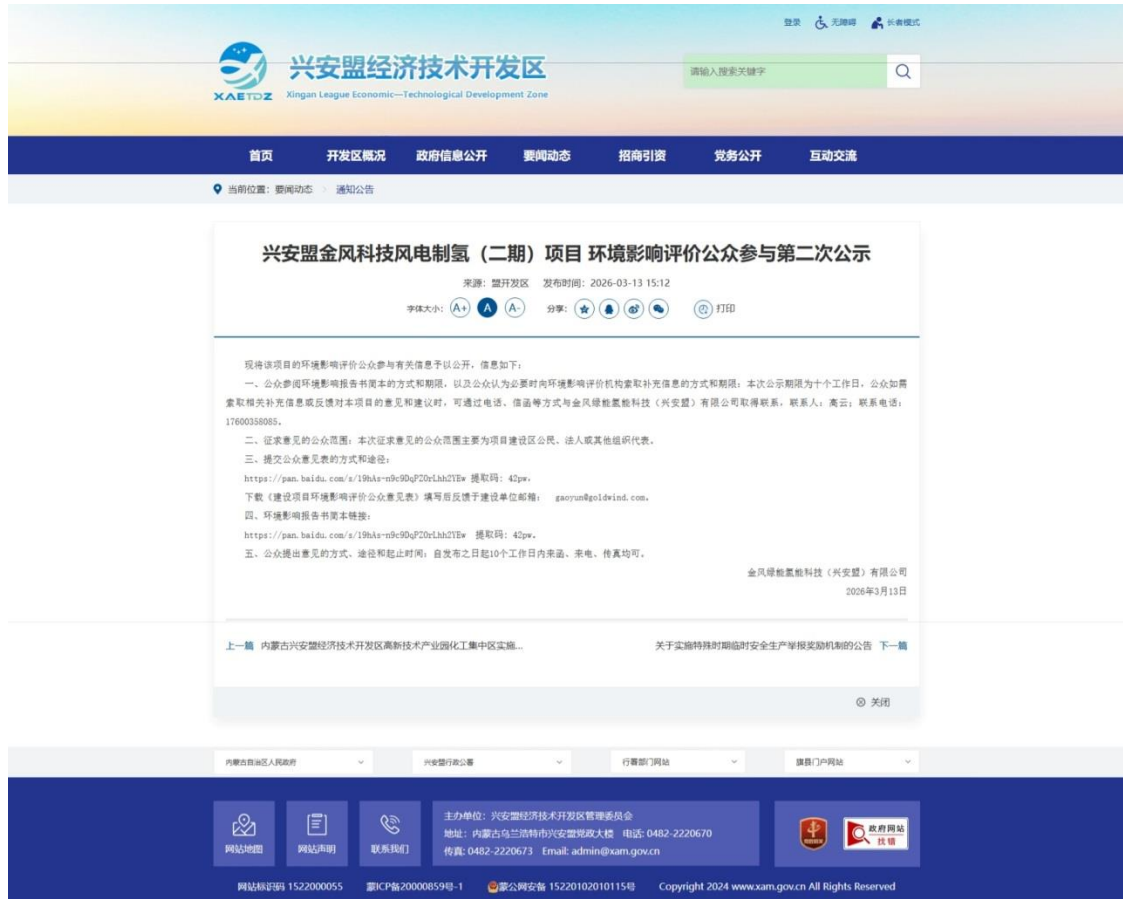 登录 无障碍 长者模式
兴安盟经济技术开发区
XAETDZ
Xingan League Economic—Technological Development Zone
请输入搜索关键字
首页 开发区概况 政府信息公开 要闻动态 招商引资 党务公开 互动交流
当前位置：要闻动态 > 通知公告
兴安盟金风科技风电制氢（二期）项目 环境影响评价公众参与第二次公示
来源：盟开发区 发布时间：2026-03-13 15:12
字体大小： A+ A A- 分享： 打印
现将该项目的环境影响评价公众参与有关信息予以公开，信息如下：
一、公众参阅环境影响报告书简本的方式和期限，以及公众认为必要时向环境影响评价机构索取补充信息的方式和期限：本次公示期限为十个工作日，公众如需
索取相关补充信息或反馈对本项目的意见和建议时，可通过电话、信函等方式与金风绿能氢能科技（兴安盟）有限公司取得联系，联系人：高云；联系电话：
17600358085。
二、征求意见的公众范围：本次征求意见的公众范围主要为项目建设区公民、法人或其他组织代表。
三、提交公众意见表的方式和途径：
https://pan.baidu.com/s/19hAs-n9c9DqPZOrLhh2YEw 提取码：42pw，
下载《建设项目环境影响评价公众意见表》填写后反馈于建设单位邮箱： gaoyun@goldwind.com。
四、环境影响报告书简本链接：
https://pan.baidu.com/s/19hAs-n9c9DqPZOrLhh2YEw 提取码：42pw。
五、公众提出意见的方式、途径和起止时间：自发布之日起10个工作日内来函、来电、传真均可。
金风绿能氢能科技（兴安盟）有限公司
2026年3月13日
上一篇 内蒙古兴安盟经济技术开发区高新技术产业园化工集中区实施... 关于实施特殊时期临时安全生产举报奖励机制的公告 下一篇
关闭
内蒙古自治区人民政府 兴安盟行政公署 行署部门网站 旗县门户网站
网站地图 网站声明 联系我们
主办单位：兴安盟经济技术开发区管理委员会
地址：内蒙古乌兰浩特市兴安盟党政大楼 电话: 0482-2220670
传真: 0482-2220673 Email: admin@xam.gov.cn
党政机关
政府网站
找错
网站标识码 1522000055 蒙ICP备20000859号-1 蒙公网安备 15220102010115号 Copyright 2024 www.xam.gov.cn All Rights Reserved